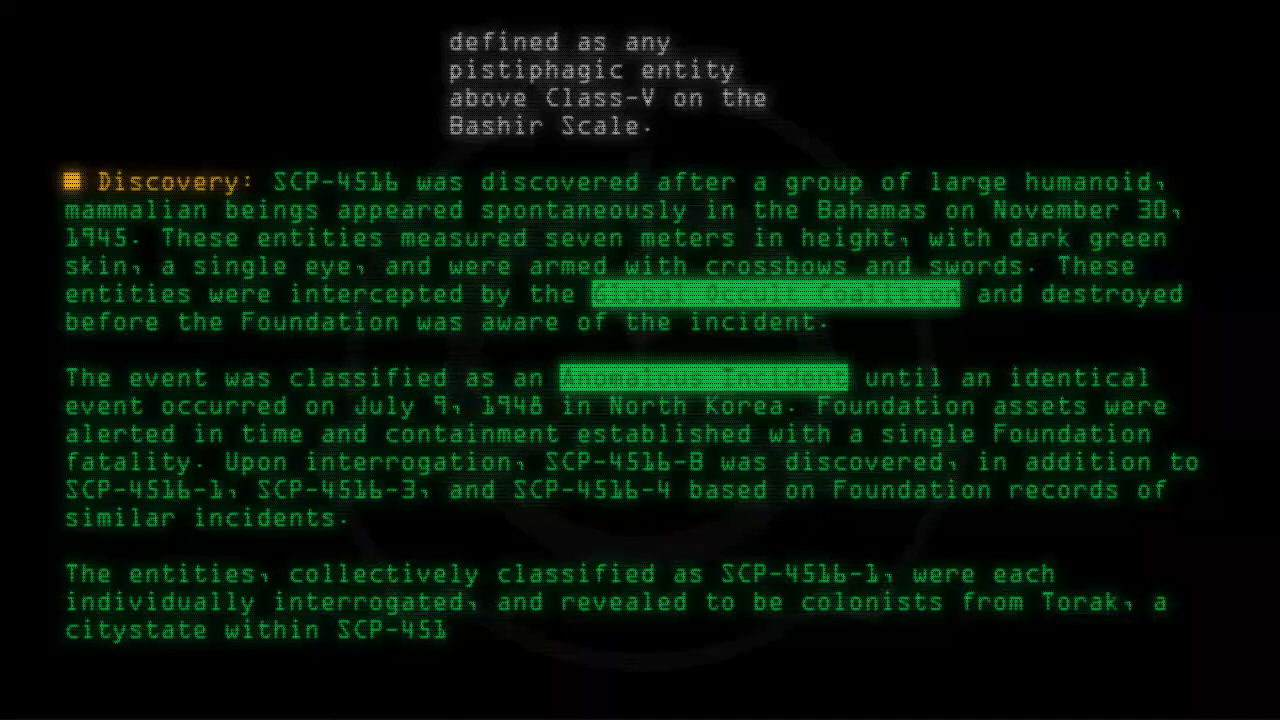 defined as any
pistiphagic entity
above Class-V on the
Bashir Scale.
Discovery: SCP-4516 was discovered after a group of large humanoid,
mammalian beings appeared spontaneously in the Bahamas on November 30,
1945. These entities measured seven meters in height, with dark green
skin, a single eye, and were armed with crossbows and swords. These
entities were intercepted by the Global Occult Coalition and destroyed
before the Foundation was aware of the incident.
The event was classified as an Anomalous Incident until an identical
event occurred on July 9, 1948 in North Korea. Foundation assets were
alerted in time and containment established with a single Foundation
fatality. Upon interrogation, SCP-4516-B was discovered, in addition to
SCP-4516-1, SCP-4516-3, and SCP-4516-4 based on Foundation records of
similar incidents.
The entities, collectively classified as SCP-4516-1, were each
individually interrogated, and revealed to be colonists from Torak, a
citystate within SCP-451